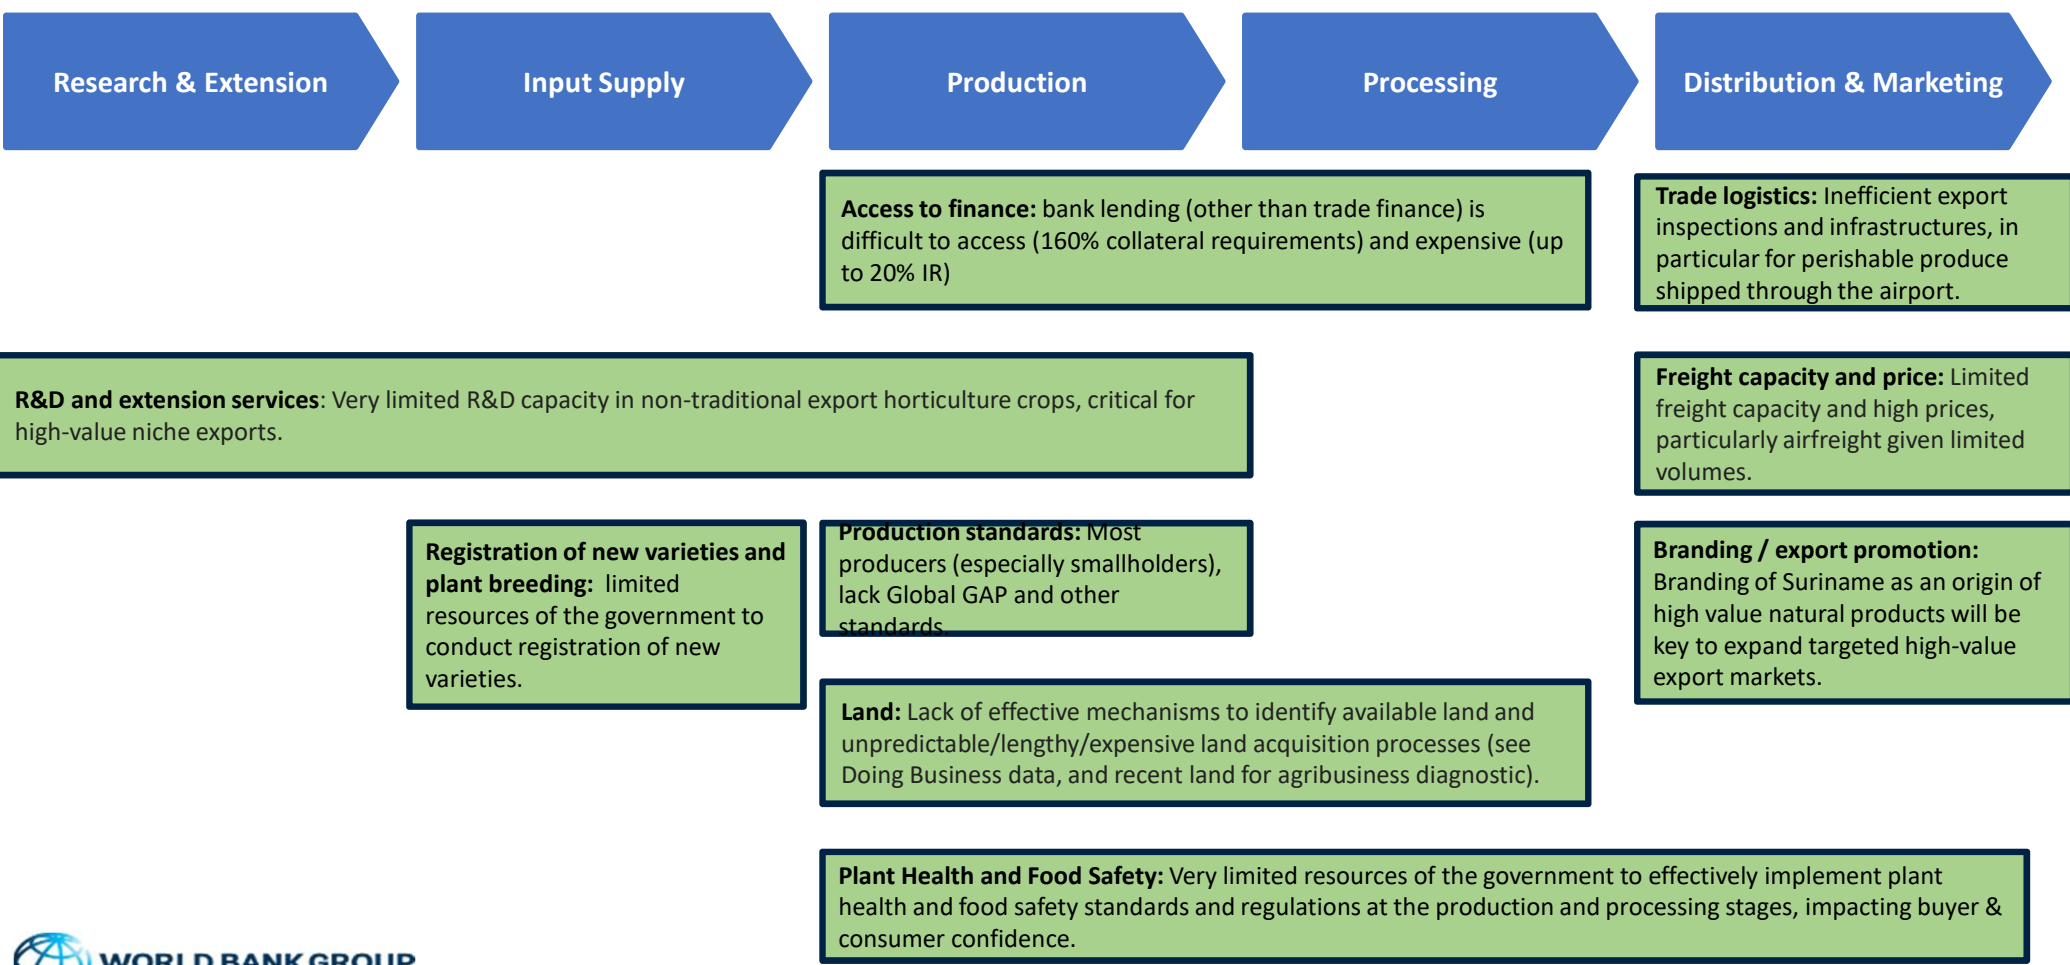 Research & Extension
Input Supply
Production
Processing
Distribution & Marketing
Access to finance: bank lending (other than trade finance) is
difficult to access (160% collateral requirements) and expensive (up
to 20% IR)
Trade logistics: Inefficient export
inspections and infrastructures, in
particular for perishable produce
shipped through the airport.
R&D and extension services: Very limited R&D capacity in non-traditional export horticulture crops, critical for
high-value niche exports.
Freight capacity and price: Limited
freight capacity and high prices,
particularly airfreight given limited
volumes.
Registration of new varieties and
plant breeding: limited
resources of the government to
conduct registration of new
varieties.
Production standards: Most
producers (especially smallholders),
lack Global GAP and other
standards.
Branding / export promotion:
Branding of Suriname as an origin of
high value natural products will be
key to expand targeted high-value
export markets.
Land: Lack of effective mechanisms to identify available land and
unpredictable/lengthy/expensive land acquisition processes (see
Doing Business data, and recent land for agribusiness diagnostic).
Plant Health and Food Safety: Very limited resources of the government to effectively implement plant
health and food safety standards and regulations at the production and processing stages, impacting buyer &
consumer confidence.
WORLD BANK GROUP